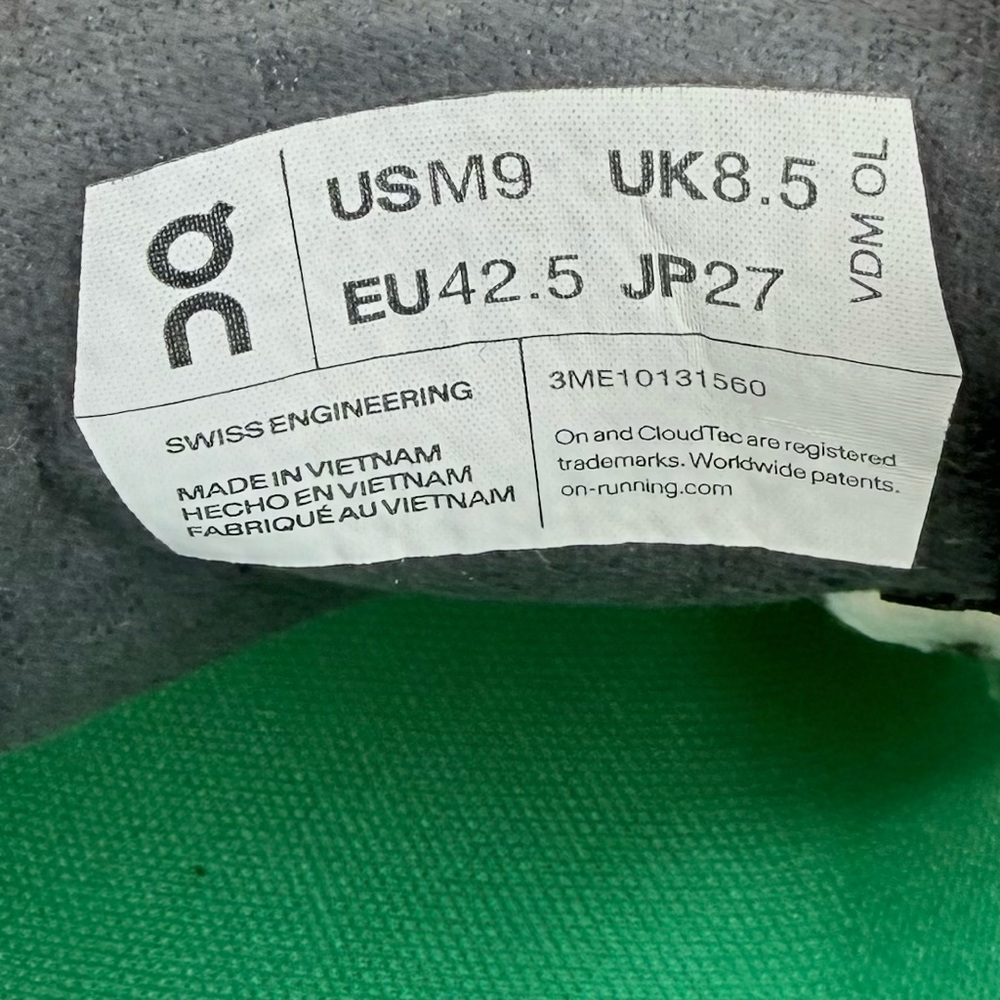 on
USM9 UK8.5
EU42.5 JP27
VDM OL
SWISS ENGINEERING
MADE IN VIETNAM
HECHO EN VIETNAM
FABRIQUÉ AU VIETNAM
3ME10131560
On and CloudTec are registered
trademarks. Worldwide patents.
on-running.com